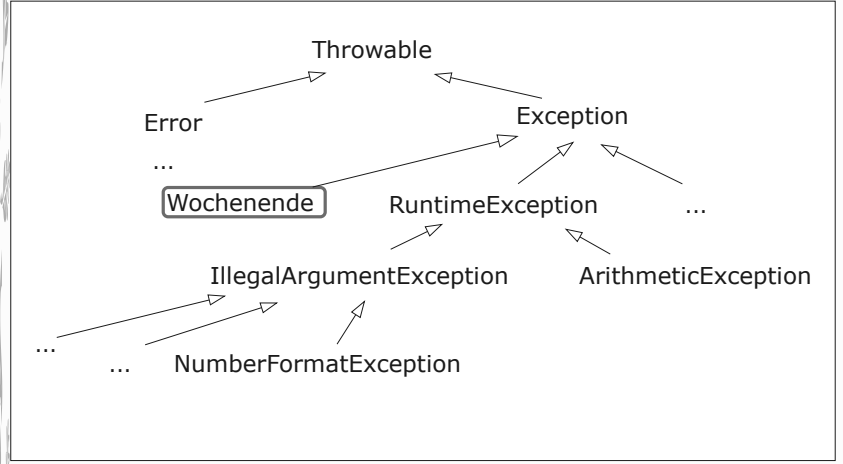 Throwable
Error
Exception
...
Wochenende
RuntimeException
...
IllegalArgumentException
ArithmeticException
...
...
NumberFormatException